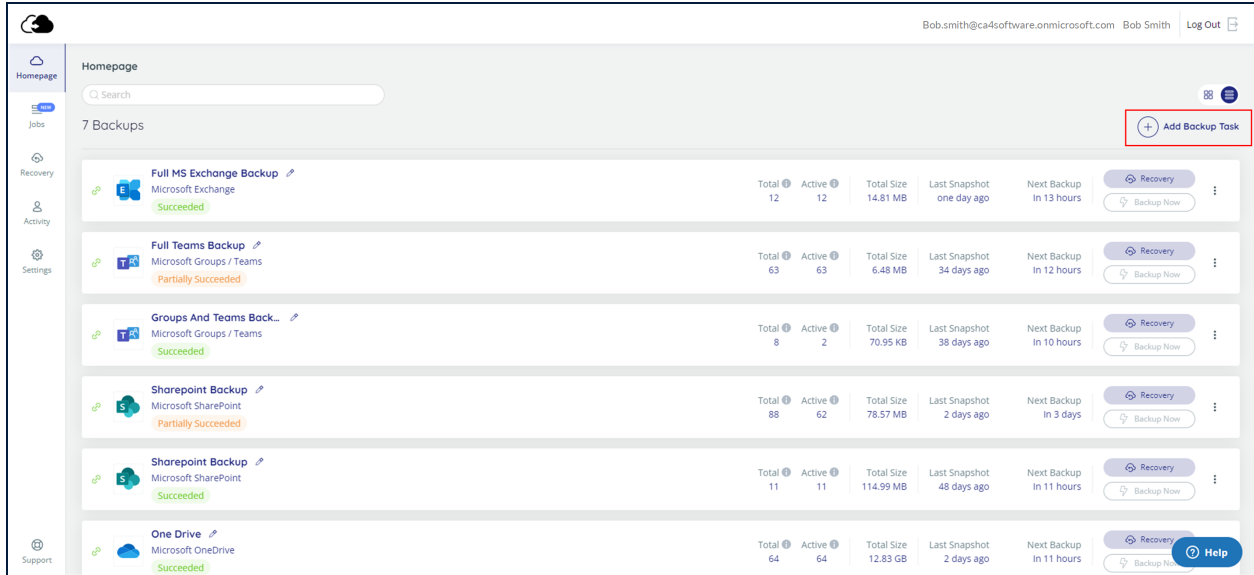 Bob.smith@ca4software.onmicrosoft.com Bob Smith Log Out
Homepage
NEW
Jobs
Recovery
Activity
Settings
Support
Homepage
Search
7 Backups
Add Backup Task
Full MS Exchange Backup
Microsoft Exchange
Succeeded
Total Active Total Size Last Snapshot Next Backup
12 12 14.81 MB one day ago In 13 hours
Recovery
Backup Now
Full Teams Backup
Microsoft Groups / Teams
Partially Succeeded
Total Active Total Size Last Snapshot Next Backup
63 63 6.48 MB 34 days ago In 12 hours
Recovery
Backup Now
Groups And Teams Back...
Microsoft Groups / Teams
Succeeded
Total Active Total Size Last Snapshot Next Backup
8 2 70.95 KB 38 days ago In 10 hours
Recovery
Backup Now
Sharepoint Backup
Microsoft SharePoint
Partially Succeeded
Total Active Total Size Last Snapshot Next Backup
88 62 78.57 MB 2 days ago In 3 days
Recovery
Backup Now
Sharepoint Backup
Microsoft SharePoint
Succeeded
Total Active Total Size Last Snapshot Next Backup
11 11 114.99 MB 48 days ago In 11 hours
Recovery
Backup Now
One Drive
Microsoft OneDrive
Succeeded
Total Active Total Size Last Snapshot Next Backup
64 64 12.83 GB 2 days ago In 11 hours
Recovery
Backup Now
Help